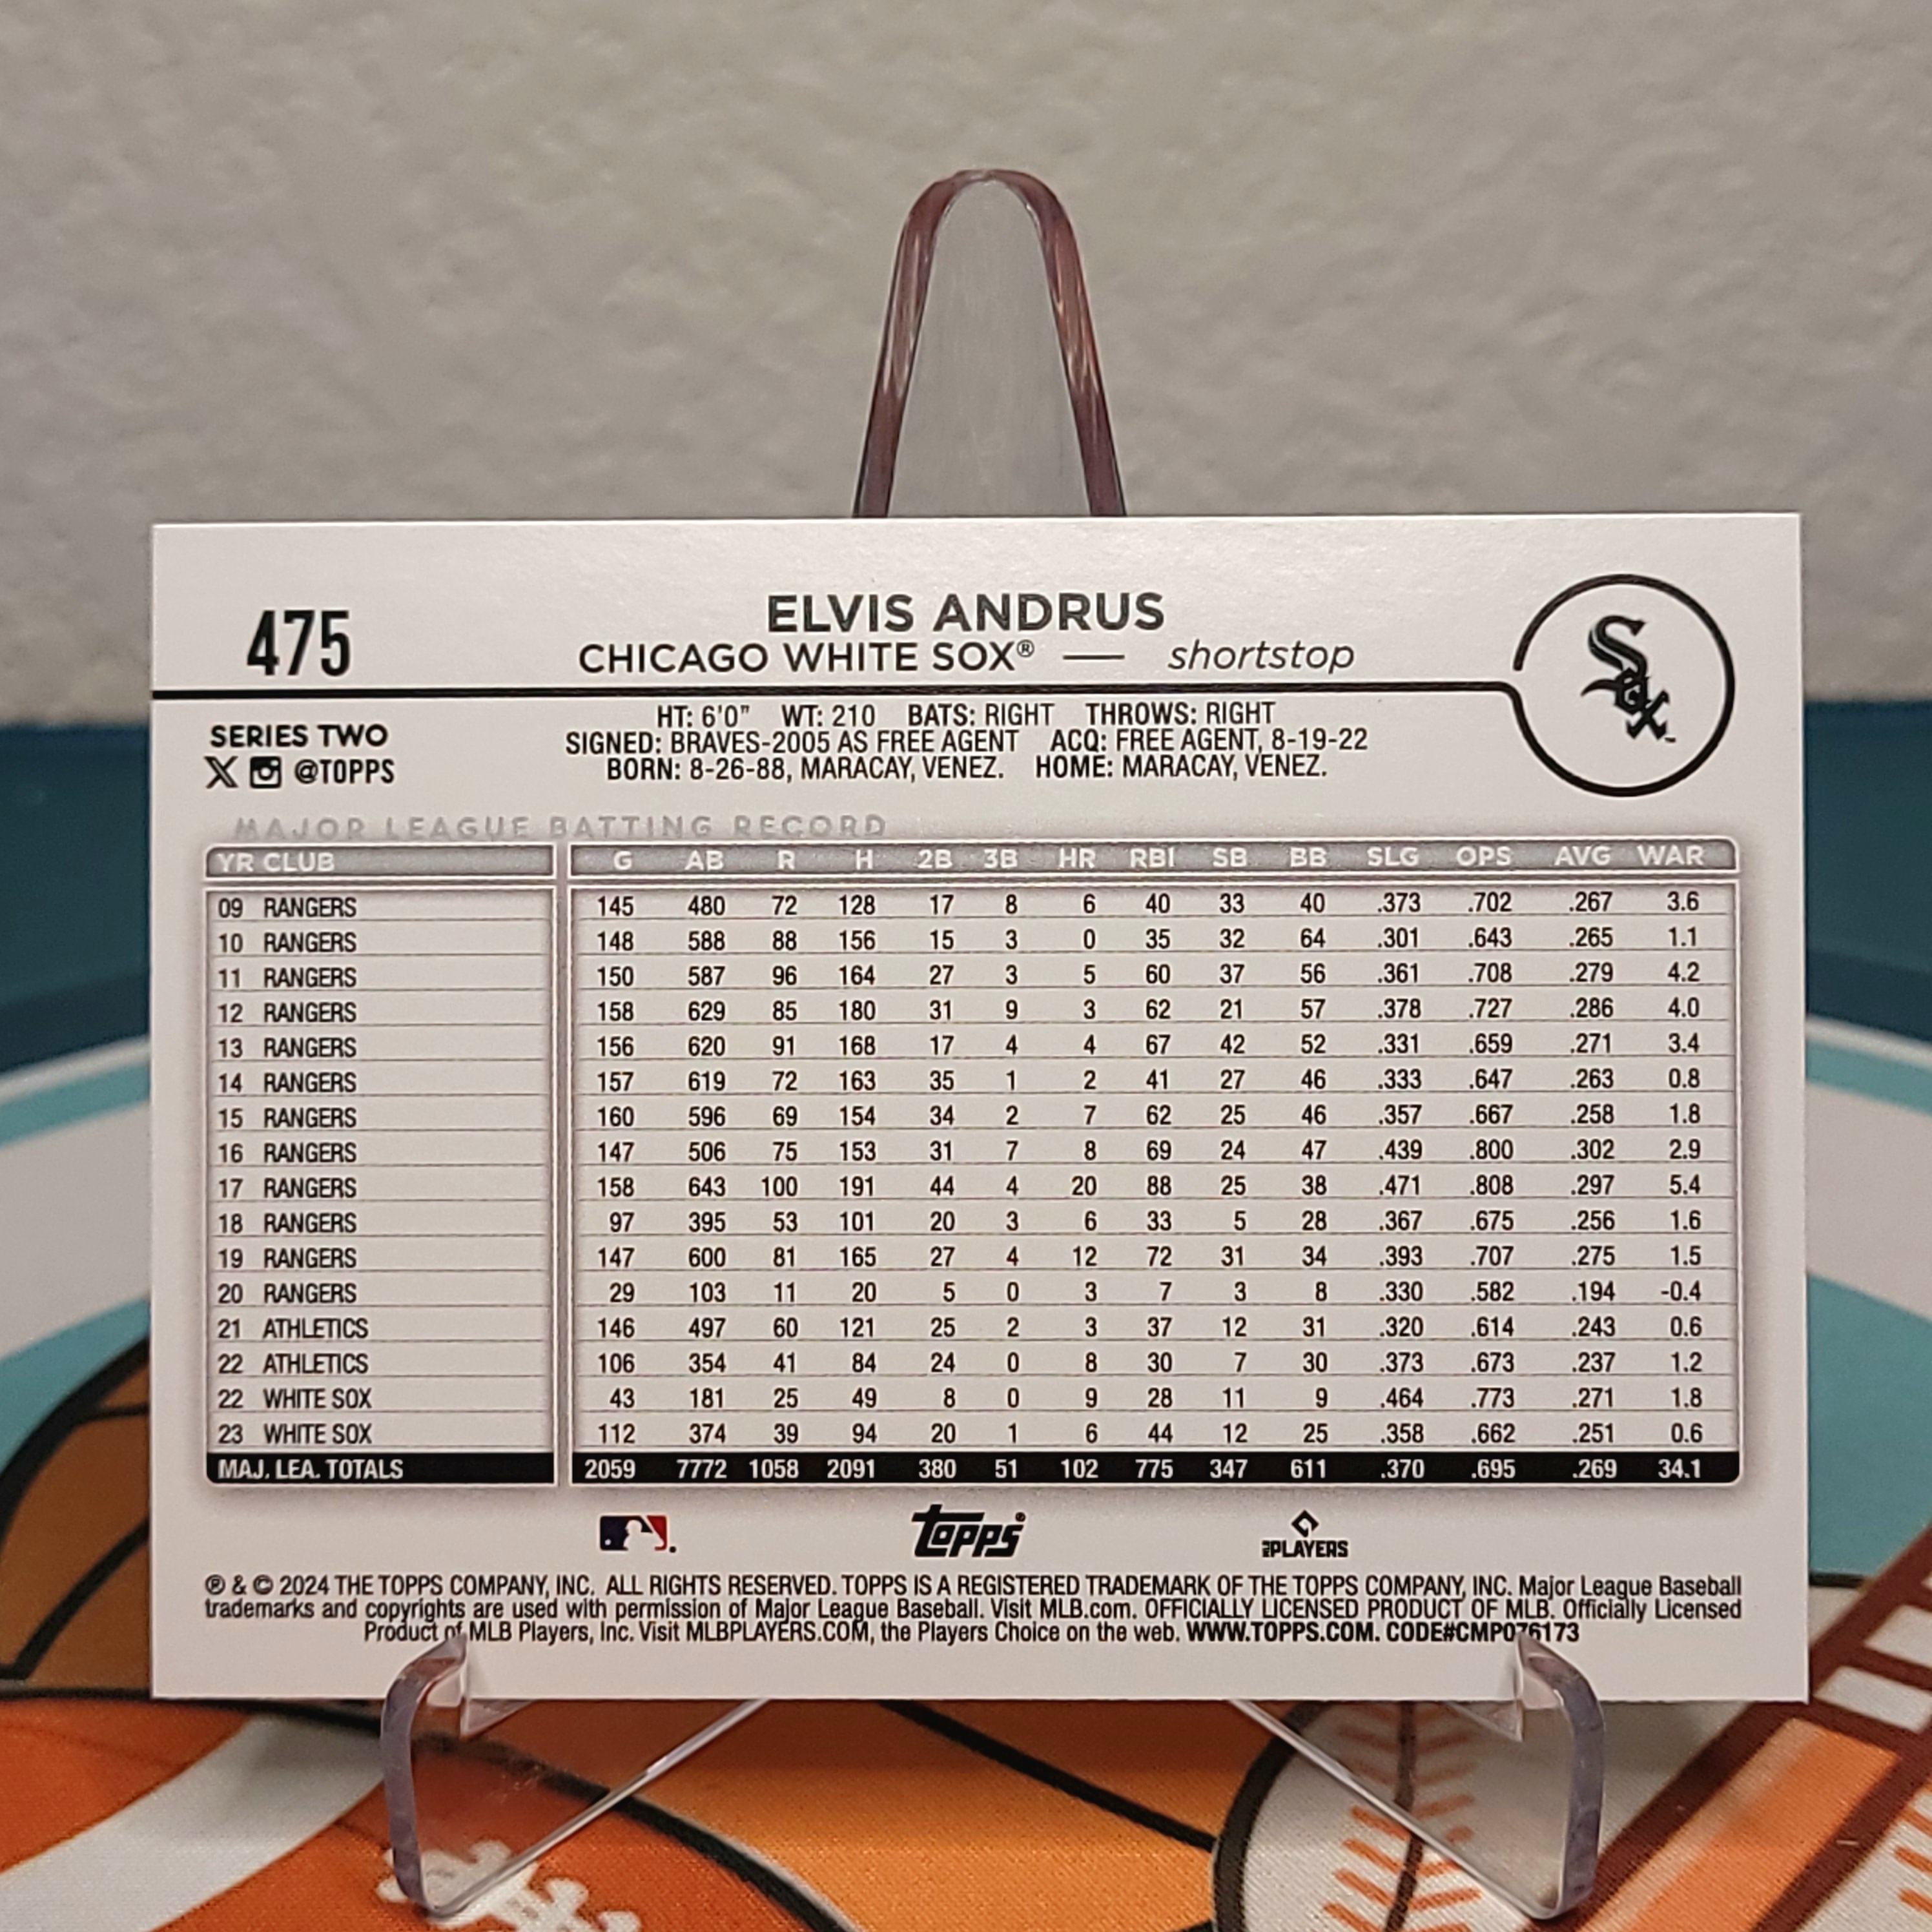 475
ELVIS ANDRUS
CHICAGO WHITE SOX® — shortstop
SOX™
SERIES TWO
X @TOPPS
HT: 6'0" WT: 210 BATS: RIGHT THROWS: RIGHT
SIGNED: BRAVES-2005 AS FREE AGENT ACQ: FREE AGENT, 8-19-22
BORN: 8-26-88, MARACAY, VENEZ. HOME: MARACAY, VENEZ.
MAJOR LEAGUE BATTING RECORD
YR CLUB G AB R H 2B 3B HR RBI SB BB SLG OPS AVG WAR
09 RANGERS 145 480 72 128 17 8 6 40 33 40 .373 .702 .267 3.6
10 RANGERS 148 588 88 156 15 3 0 35 32 64 .301 .643 .265 1.1
11 RANGERS 150 587 96 164 27 3 5 60 37 56 .361 .708 .279 4.2
12 RANGERS 158 629 85 180 31 9 3 62 21 57 .378 .727 .286 4.0
13 RANGERS 156 620 91 168 17 4 4 67 42 52 .331 .659 .271 3.4
14 RANGERS 157 619 72 163 35 1 2 41 27 46 .333 .647 .263 0.8
15 RANGERS 160 596 69 154 34 2 7 62 25 46 .357 .667 .258 1.8
16 RANGERS 147 506 75 153 31 7 8 69 24 47 .439 .800 .302 2.9
17 RANGERS 158 643 100 191 44 4 20 88 25 38 .471 .808 .297 5.4
18 RANGERS 97 395 53 101 20 3 6 33 5 28 .367 .675 .256 1.6
19 RANGERS 147 600 81 165 27 4 12 72 31 34 .393 .707 .275 1.5
20 RANGERS 29 103 11 20 5 0 3 7 3 8 .330 .582 .194 -0.4
21 ATHLETICS 146 497 60 121 25 2 3 37 12 31 .320 .614 .243 0.6
22 ATHLETICS 106 354 41 84 24 0 8 30 7 30 .373 .673 .237 1.2
22 WHITE SOX 43 181 25 49 8 0 9 28 11 9 .464 .773 .271 1.8
23 WHITE SOX 112 374 39 94 20 1 6 44 12 25 .358 .662 .251 0.6
MAJ. LEA. TOTALS 2059 7772 1058 2091 380 51 102 775 347 611 .370 .695 .269 34.1
Topps®
PLAYERS
® & © 2024 THE TOPPS COMPANY, INC. ALL RIGHTS RESERVED. TOPPS IS A REGISTERED TRADEMARK OF THE TOPPS COMPANY, INC. Major League Baseball
trademarks and copyrights are used with permission of Major League Baseball. Visit MLB.com. OFFICIALLY LICENSED PRODUCT OF MLB. Officially Licensed
Product of MLB Players, Inc. Visit MLBPLAYERS.COM, the Players Choice on the web. WWW.TOPPS.COM. CODE#CMP076173